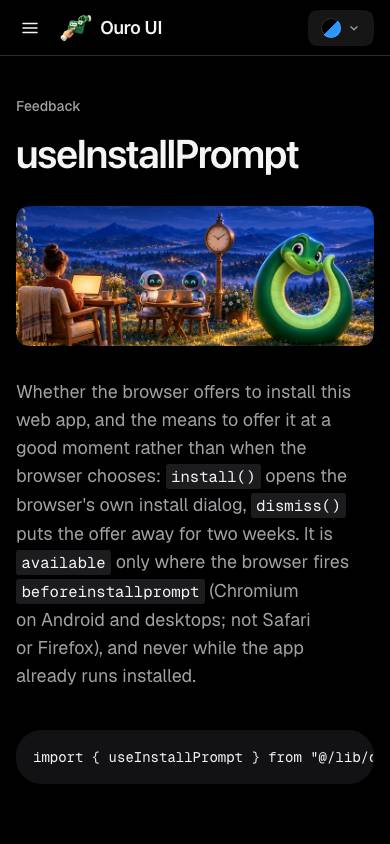 Ouro UI
Feedback
useInstallPrompt
Whether the browser offers to install this
web app, and the means to offer it at a
good moment rather than when the
browser chooses: install() opens the
browser's own install dialog, dismiss()
puts the offer away for two weeks. It is
available only where the browser fires
beforeinstallprompt (Chromium
on Android and desktops; not Safari
or Firefox), and never while the app
already runs installed.
import { useInstallPrompt } from "@/lib/